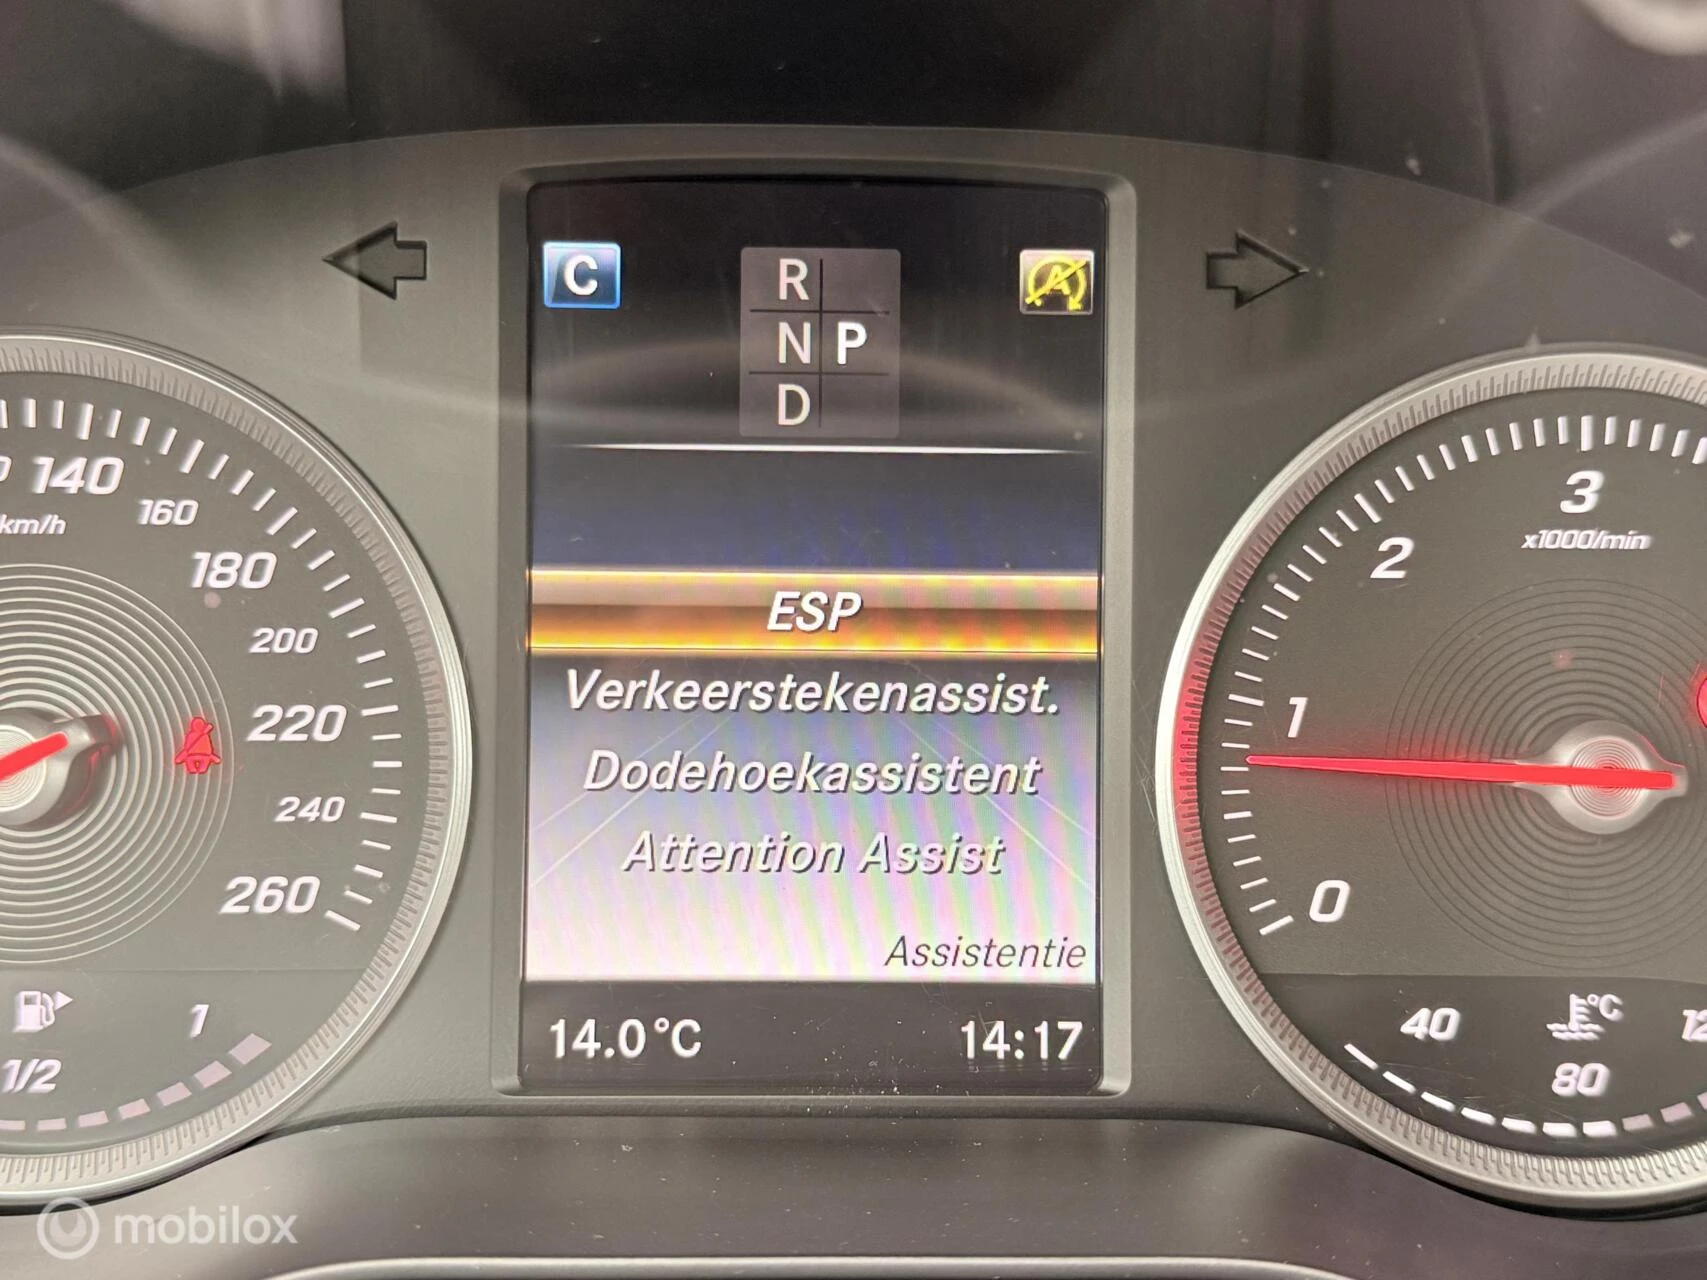 C
R
N P
D
A
140
160
km/h
180
200
220
240
260
1
1/2
ESP
Verkeerstekenassist.
Dodehoekassistent
Attention Assist
Assistentie
14.0°C 14:17
3
x1000/min
2
1
0
40
°C
80
mobilox